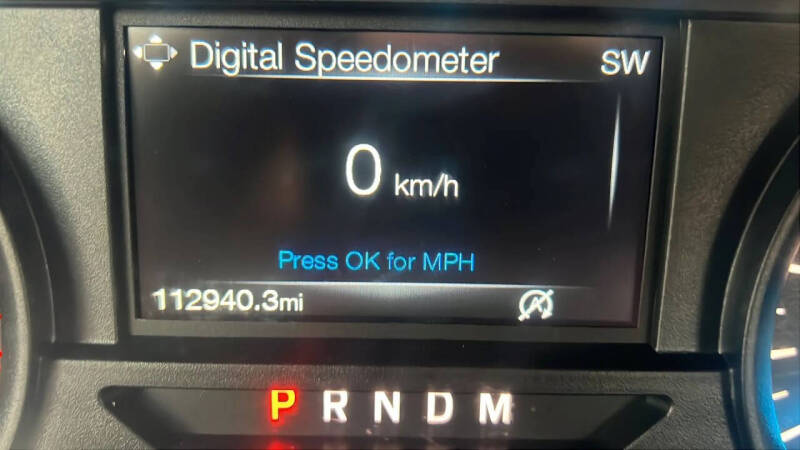 Digital Speedometer SW
0 km/h
Press OK for MPH
112940.3mi A
P R N D M